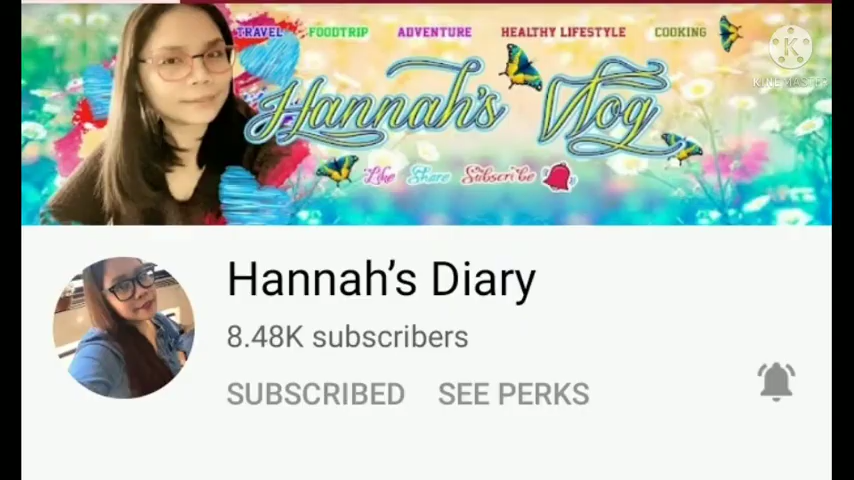 TRAVEL FOODTRIP ADVENTURE HEALTHY LIFESTYLE COOKING
K
KINEMASTER
Hannah's Vlog
Like Share Subscribe
Hannah's Diary
8.48K subscribers
SUBSCRIBED SEE PERKS